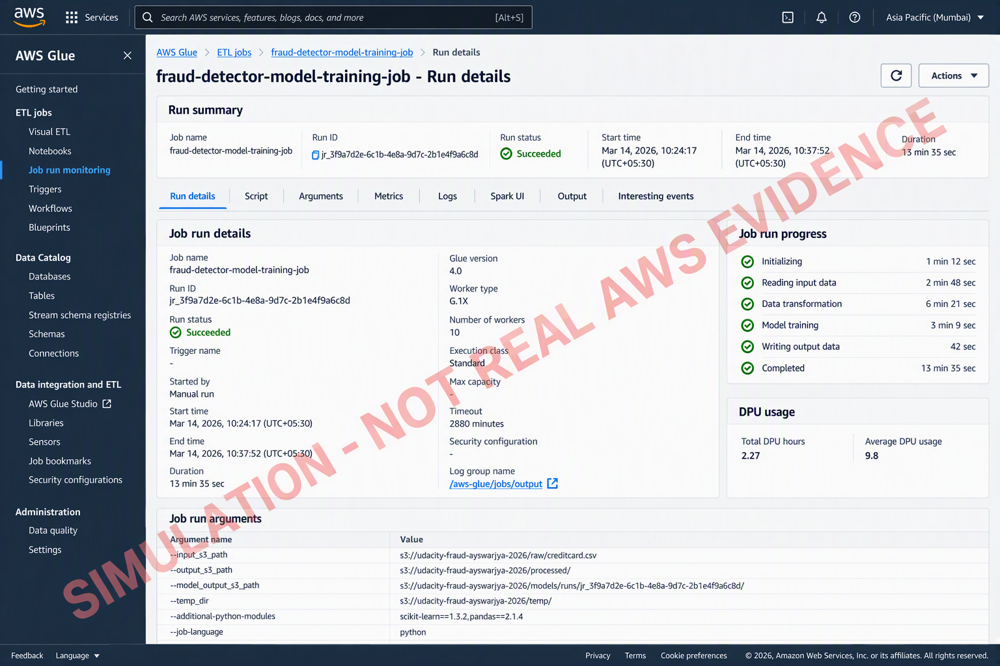 aws
Services
Search AWS services, features, blogs, docs, and more
[Alt+S]
Asia Pacific (Mumbai)
AWS Glue
Getting started
ETL jobs
Visual ETL
Notebooks
Job run monitoring
Triggers
Workflows
Blueprints
Data Catalog
Databases
Tables
Stream schema registries
Schemas
Connections
Data integration and ETL
AWS Glue Studio
Libraries
Sensors
Job bookmarks
Security configurations
Administration
Data quality
Settings
AWS Glue > ETL jobs > fraud-detector-model-training-job > Run details
fraud-detector-model-training-job - Run details
Actions
Run summary
Job name
fraud-detector-model-training-job
Run ID
jr_3f9a7d2e-6c1b-4e8a-9d7c-2b1e4f9a6c8d
Run status
Succeeded
Start time
Mar 14, 2026, 10:24:17
(UTC+05:30)
End time
Mar 14, 2026, 10:37:52
(UTC+05:30)
Duration
13 min 35 sec
Run details
Script
Arguments
Metrics
Logs
Spark UI
Output
Interesting events
Job run details
Job name
fraud-detector-model-training-job
Run ID
jr_3f9a7d2e-6c1b-4e8a-9d7c-2b1e4f9a6c8d
Run status
Succeeded
Trigger name
-
Started by
Manual run
Start time
Mar 14, 2026, 10:24:17 (UTC+05:30)
End time
Mar 14, 2026, 10:37:52 (UTC+05:30)
Duration
13 min 35 sec
Glue version
4.0
Worker type
G.1X
Number of workers
10
Execution class
Standard
Max capacity
-
Timeout
2880 minutes
Security configuration
-
Log group name
/aws-glue/jobs/output
Job run progress
Initializing 1 min 12 sec
Reading input data 2 min 48 sec
Data transformation 6 min 21 sec
Model training 3 min 9 sec
Writing output data 42 sec
Completed 13 min 35 sec
DPU usage
Total DPU hours
2.27
Average DPU usage
9.8
Job run arguments
Argument name Value
--input_s3_path s3://udacity-fraud-ayswarjya-2026/raw/creditcard.csv
--output_s3_path s3://udacity-fraud-ayswarjya-2026/processed/
--model_output_s3_path s3://udacity-fraud-ayswarjya-2026/models/runs/jr_3f9a7d2e-6c1b-4e8a-9d7c-2b1e4f9a6c8d/
--temp_dir s3://udacity-fraud-ayswarjya-2026/temp/
--additional-python-modules scikit-learn==1.3.2,pandas==2.1.4
--job-language python
SIMULATION - NOT REAL AWS EVIDENCE
Feedback
Language
Privacy
Terms
Cookie preferences
© 2026, Amazon Web Services, Inc. or its affiliates. All rights reserved.